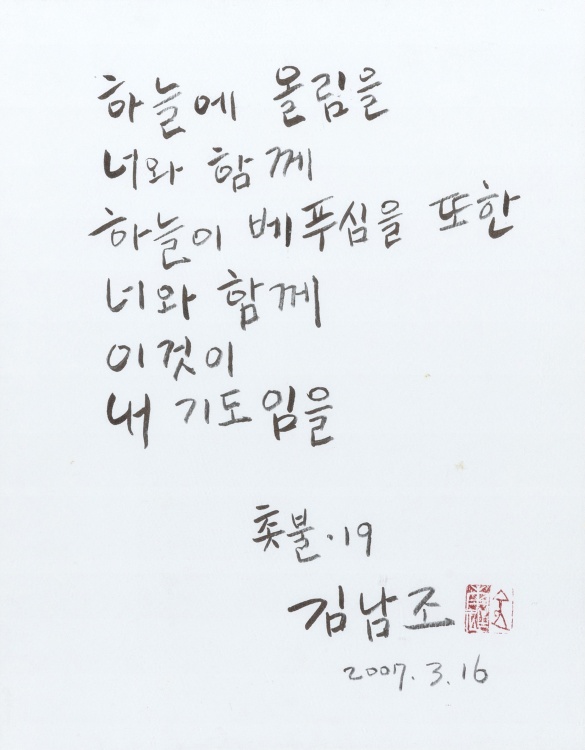 하늘에 올림을
너와 함께
하늘이 베푸심을 또한
너와 함께
이것이
내 기도임을
촛불·19
김남조
2007.3.16